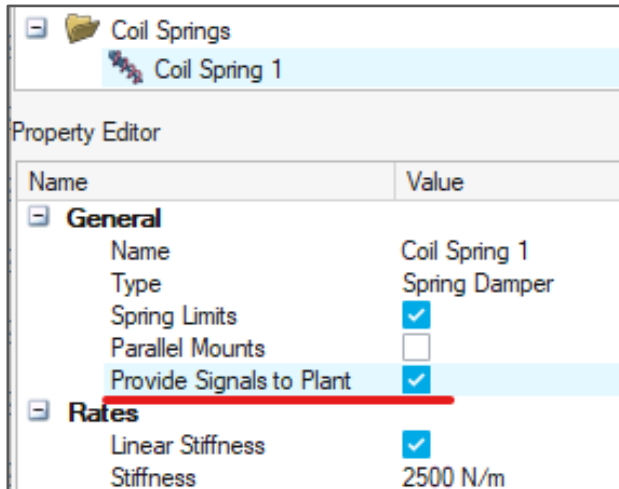 Coil Springs
Coil Spring 1
Property Editor
Name Value
General
Name Coil Spring 1
Type Spring Damper
Spring Limits
Parallel Mounts
Provide Signals to Plant
Rates
Linear Stiffness
Stiffness 2500 N/m